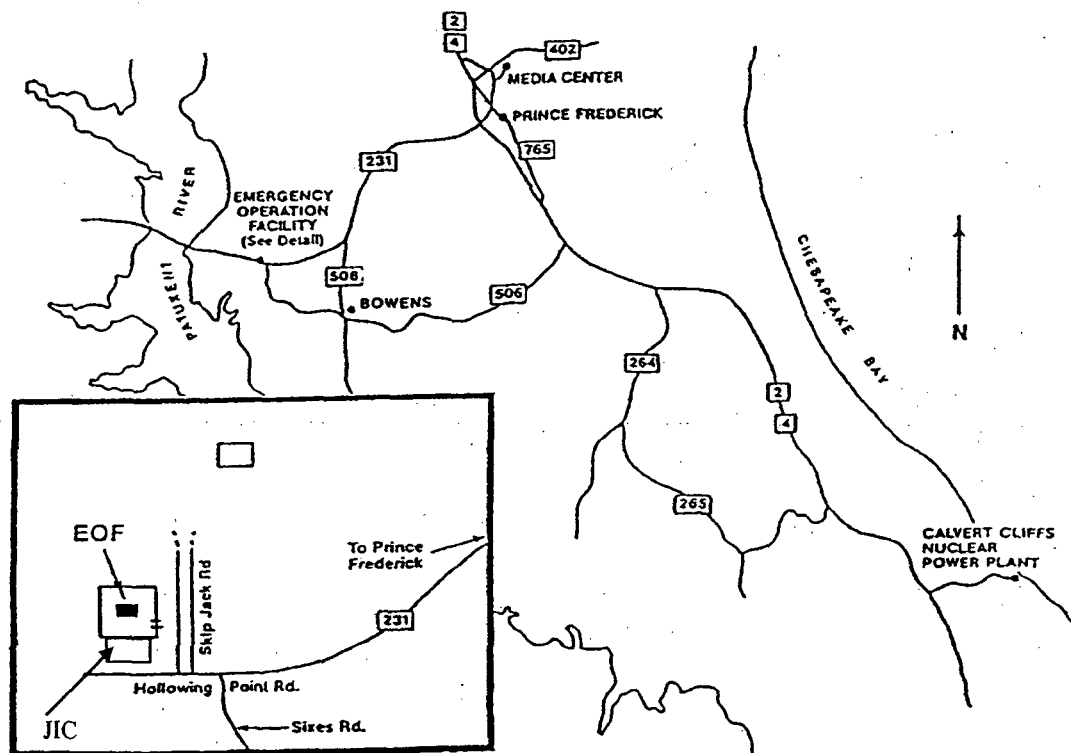 2
4
402
MEDIA CENTER
PRINCE FREDERICK
765
231
RIVER
PATUXENT
EMERGENCY
OPERATION
FACILITY
(See Detail)
508
BOWENS
506
CHESAPEAKE BAY
N
264
2
4
265
CALVERT CLIFFS
NUCLEAR
POWER PLANT
EOF
To Prince
Frederick
Skip Jack Rd
231
Hollowing Point Rd.
JIC
Sixes Rd.